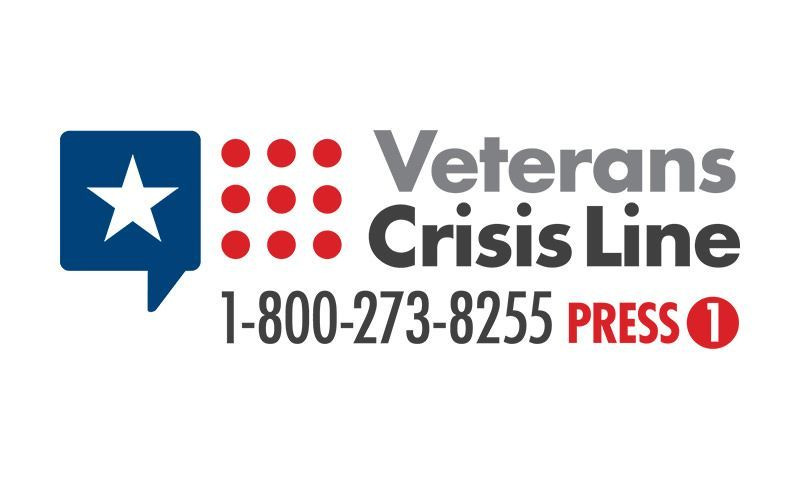 Veterans
Crisis Line
1-800-273-8255 PRESS 1